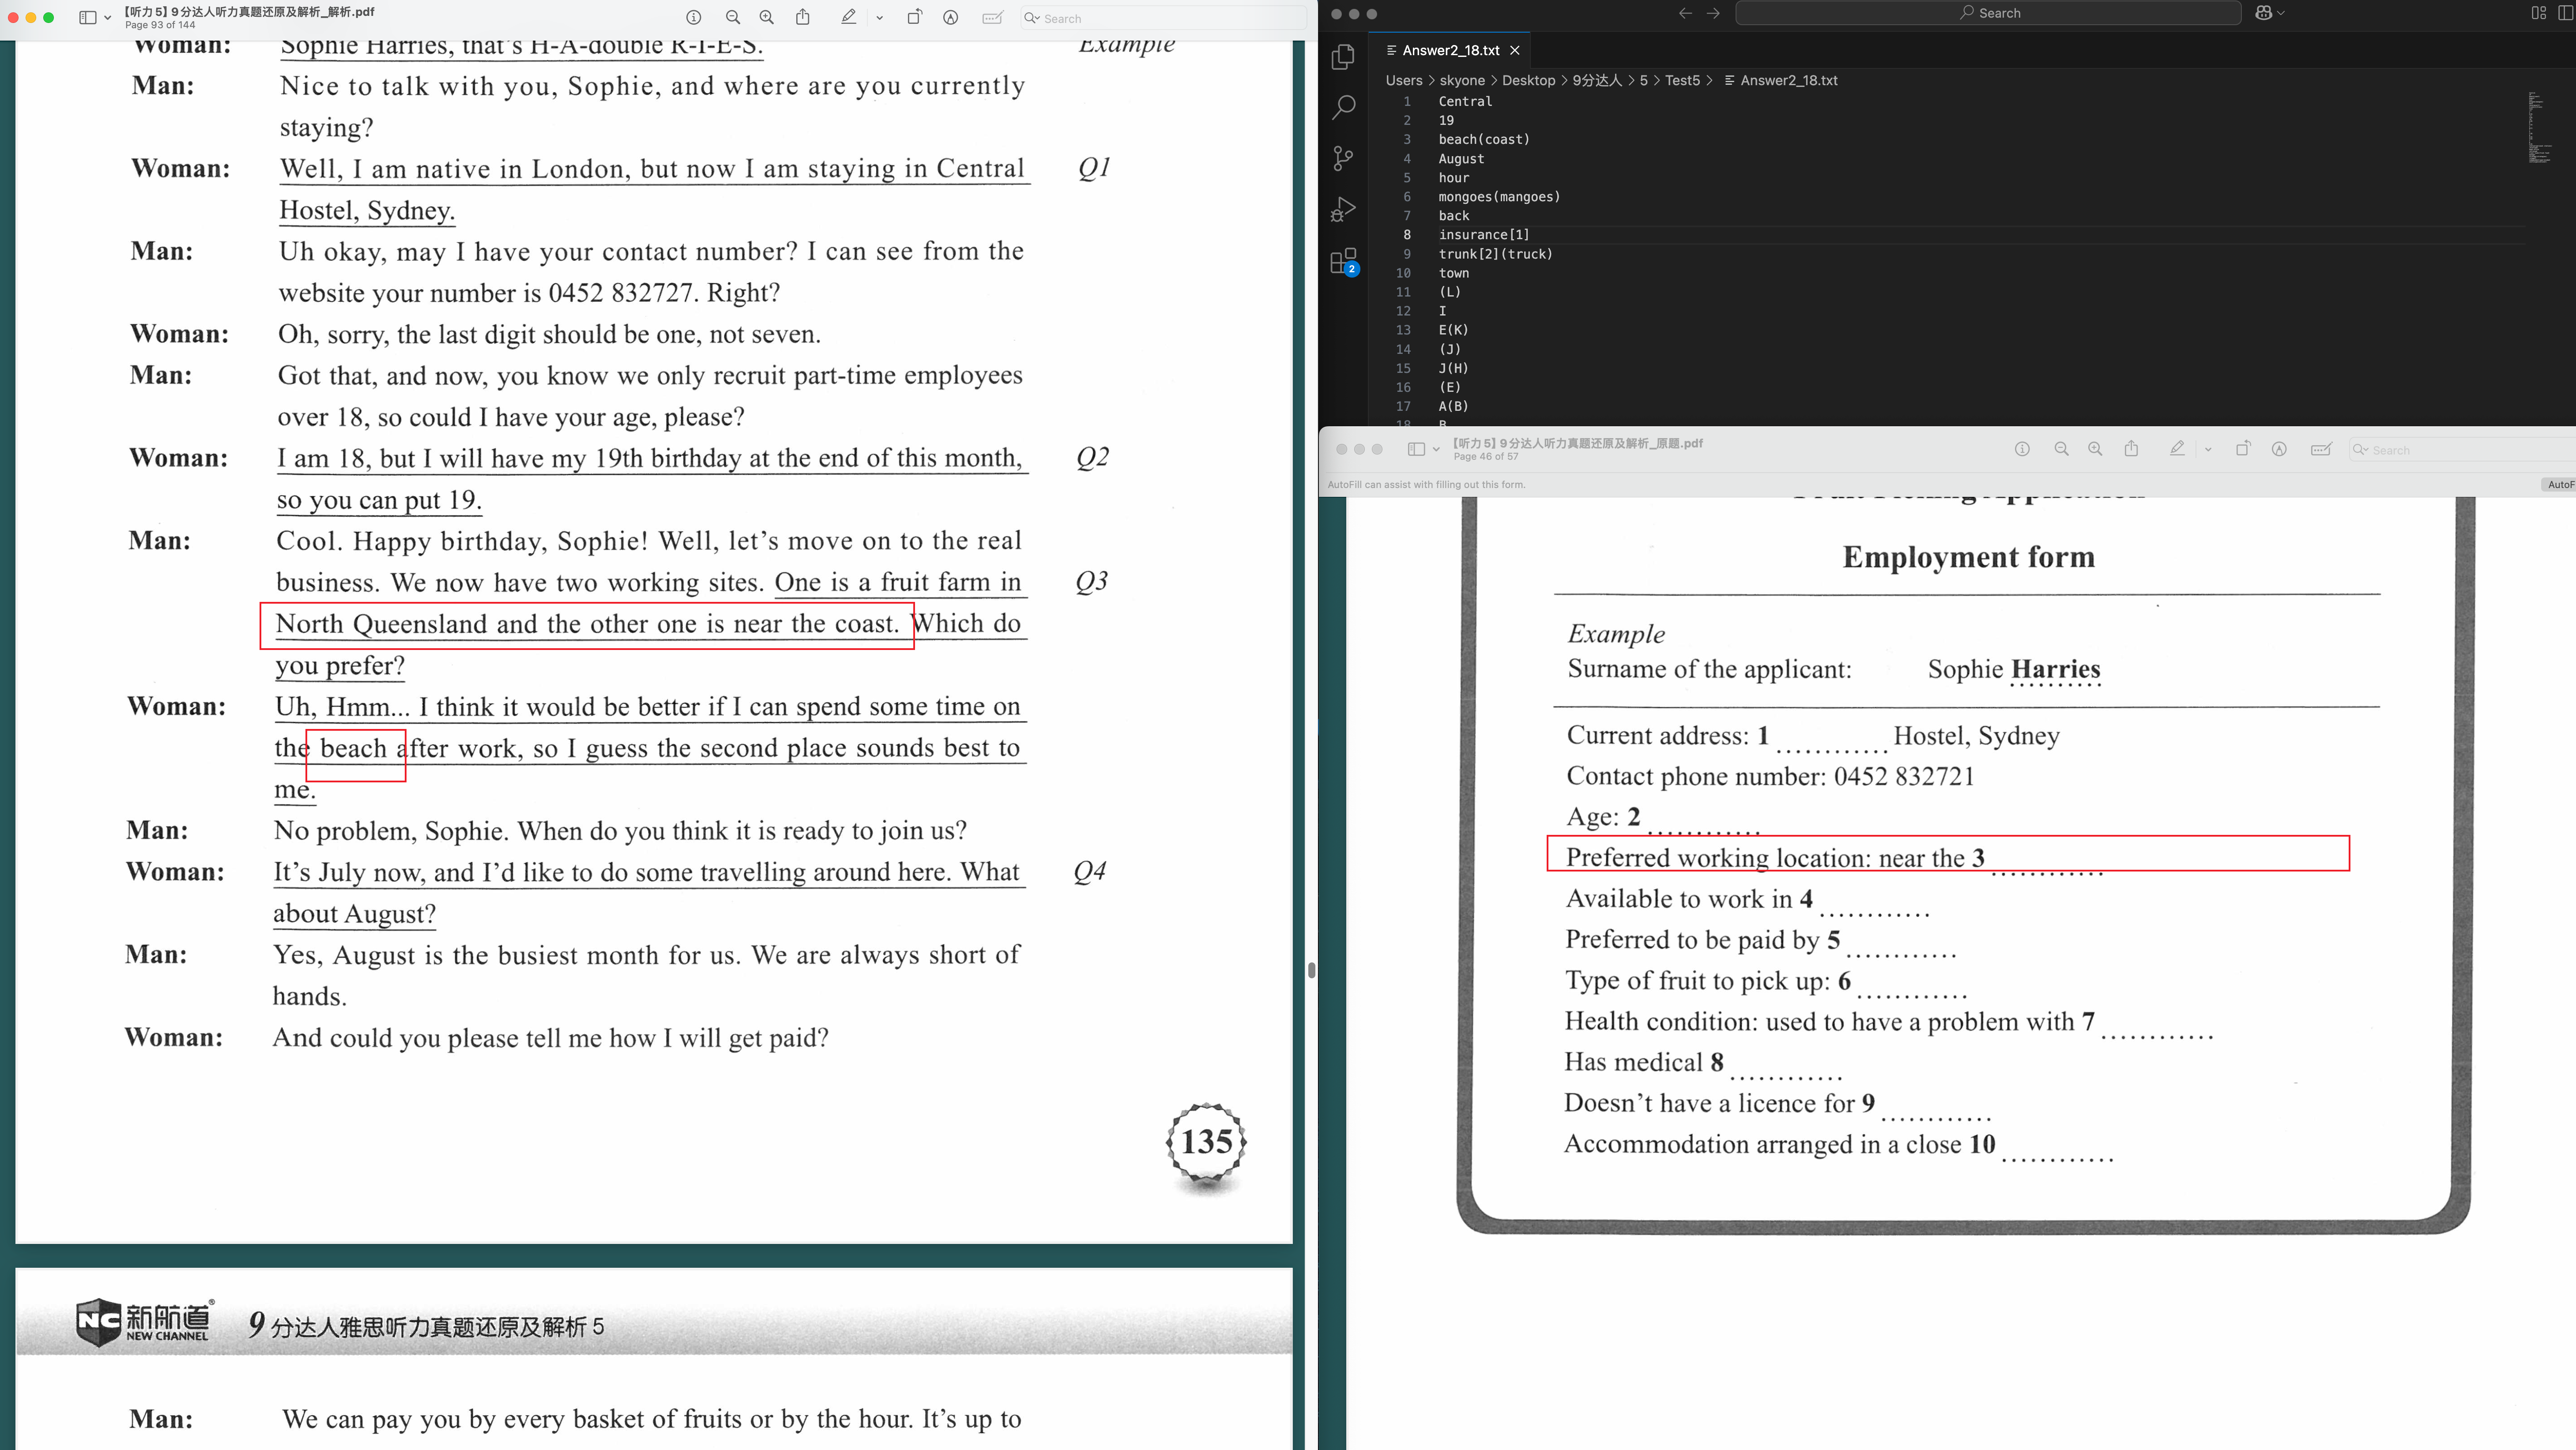 【听力 5】9分达人听力真题还原及解析_解析.pdf
Page 93 of 144
Search
Woman: Sophie Harries, that's H-A-double R-I-E-S. Example
Man: Nice to talk with you, Sophie, and where are you currently
staying?
Woman: Well, I am native in London, but now I am staying in Central Q1
Hostel, Sydney.
Man: Uh okay, may I have your contact number? I can see from the
website your number is 0452 832727. Right?
Woman: Oh, sorry, the last digit should be one, not seven.
Man: Got that, and now, you know we only recruit part-time employees
over 18, so could I have your age, please?
Woman: I am 18, but I will have my 19th birthday at the end of this month, Q2
so you can put 19.
Man: Cool. Happy birthday, Sophie! Well, let's move on to the real
business. We now have two working sites. One is a fruit farm in Q3
North Queensland and the other one is near the coast. Which do
you prefer?
Woman: Uh, Hmm... I think it would be better if I can spend some time on
the beach after work, so I guess the second place sounds best to
me.
Man: No problem, Sophie. When do you think it is ready to join us?
Woman: It's July now, and I'd like to do some travelling around here. What Q4
about August?
Man: Yes, August is the busiest month for us. We are always short of
hands.
Woman: And could you please tell me how I will get paid?
135
NC 新航道®
NEW CHANNEL
9分达人雅思听力真题还原及解析 5
Man: We can pay you by every basket of fruits or by the hour. It's up to
Search
Answer2_18.txt
Users > skyone > Desktop > 9分达人 > 5 > Test5 > Answer2_18.txt
1 Central
2 19
3 beach(coast)
4 August
5 hour
6 mongoes(mangoes)
7 back
8 insurance[1]
9 trunk[2](truck)
10 town
11 (L)
12 I
13 E(K)
14 (J)
15 J(H)
16 (E)
17 A(B)
18 B
2
【听力 5】9分达人听力真题还原及解析_原题.pdf
Page 46 of 57
Search
AutoFill can assist with filling out this form.
AutoF
Employment form
Example
Surname of the applicant: Sophie Harries
Current address: 1 ............ Hostel, Sydney
Contact phone number: 0452 832721
Age: 2 ............
Preferred working location: near the 3 ............
Available to work in 4 ............
Preferred to be paid by 5 ............
Type of fruit to pick up: 6 ............
Health condition: used to have a problem with 7 ............
Has medical 8 ............
Doesn't have a licence for 9 ............
Accommodation arranged in a close 10 ............